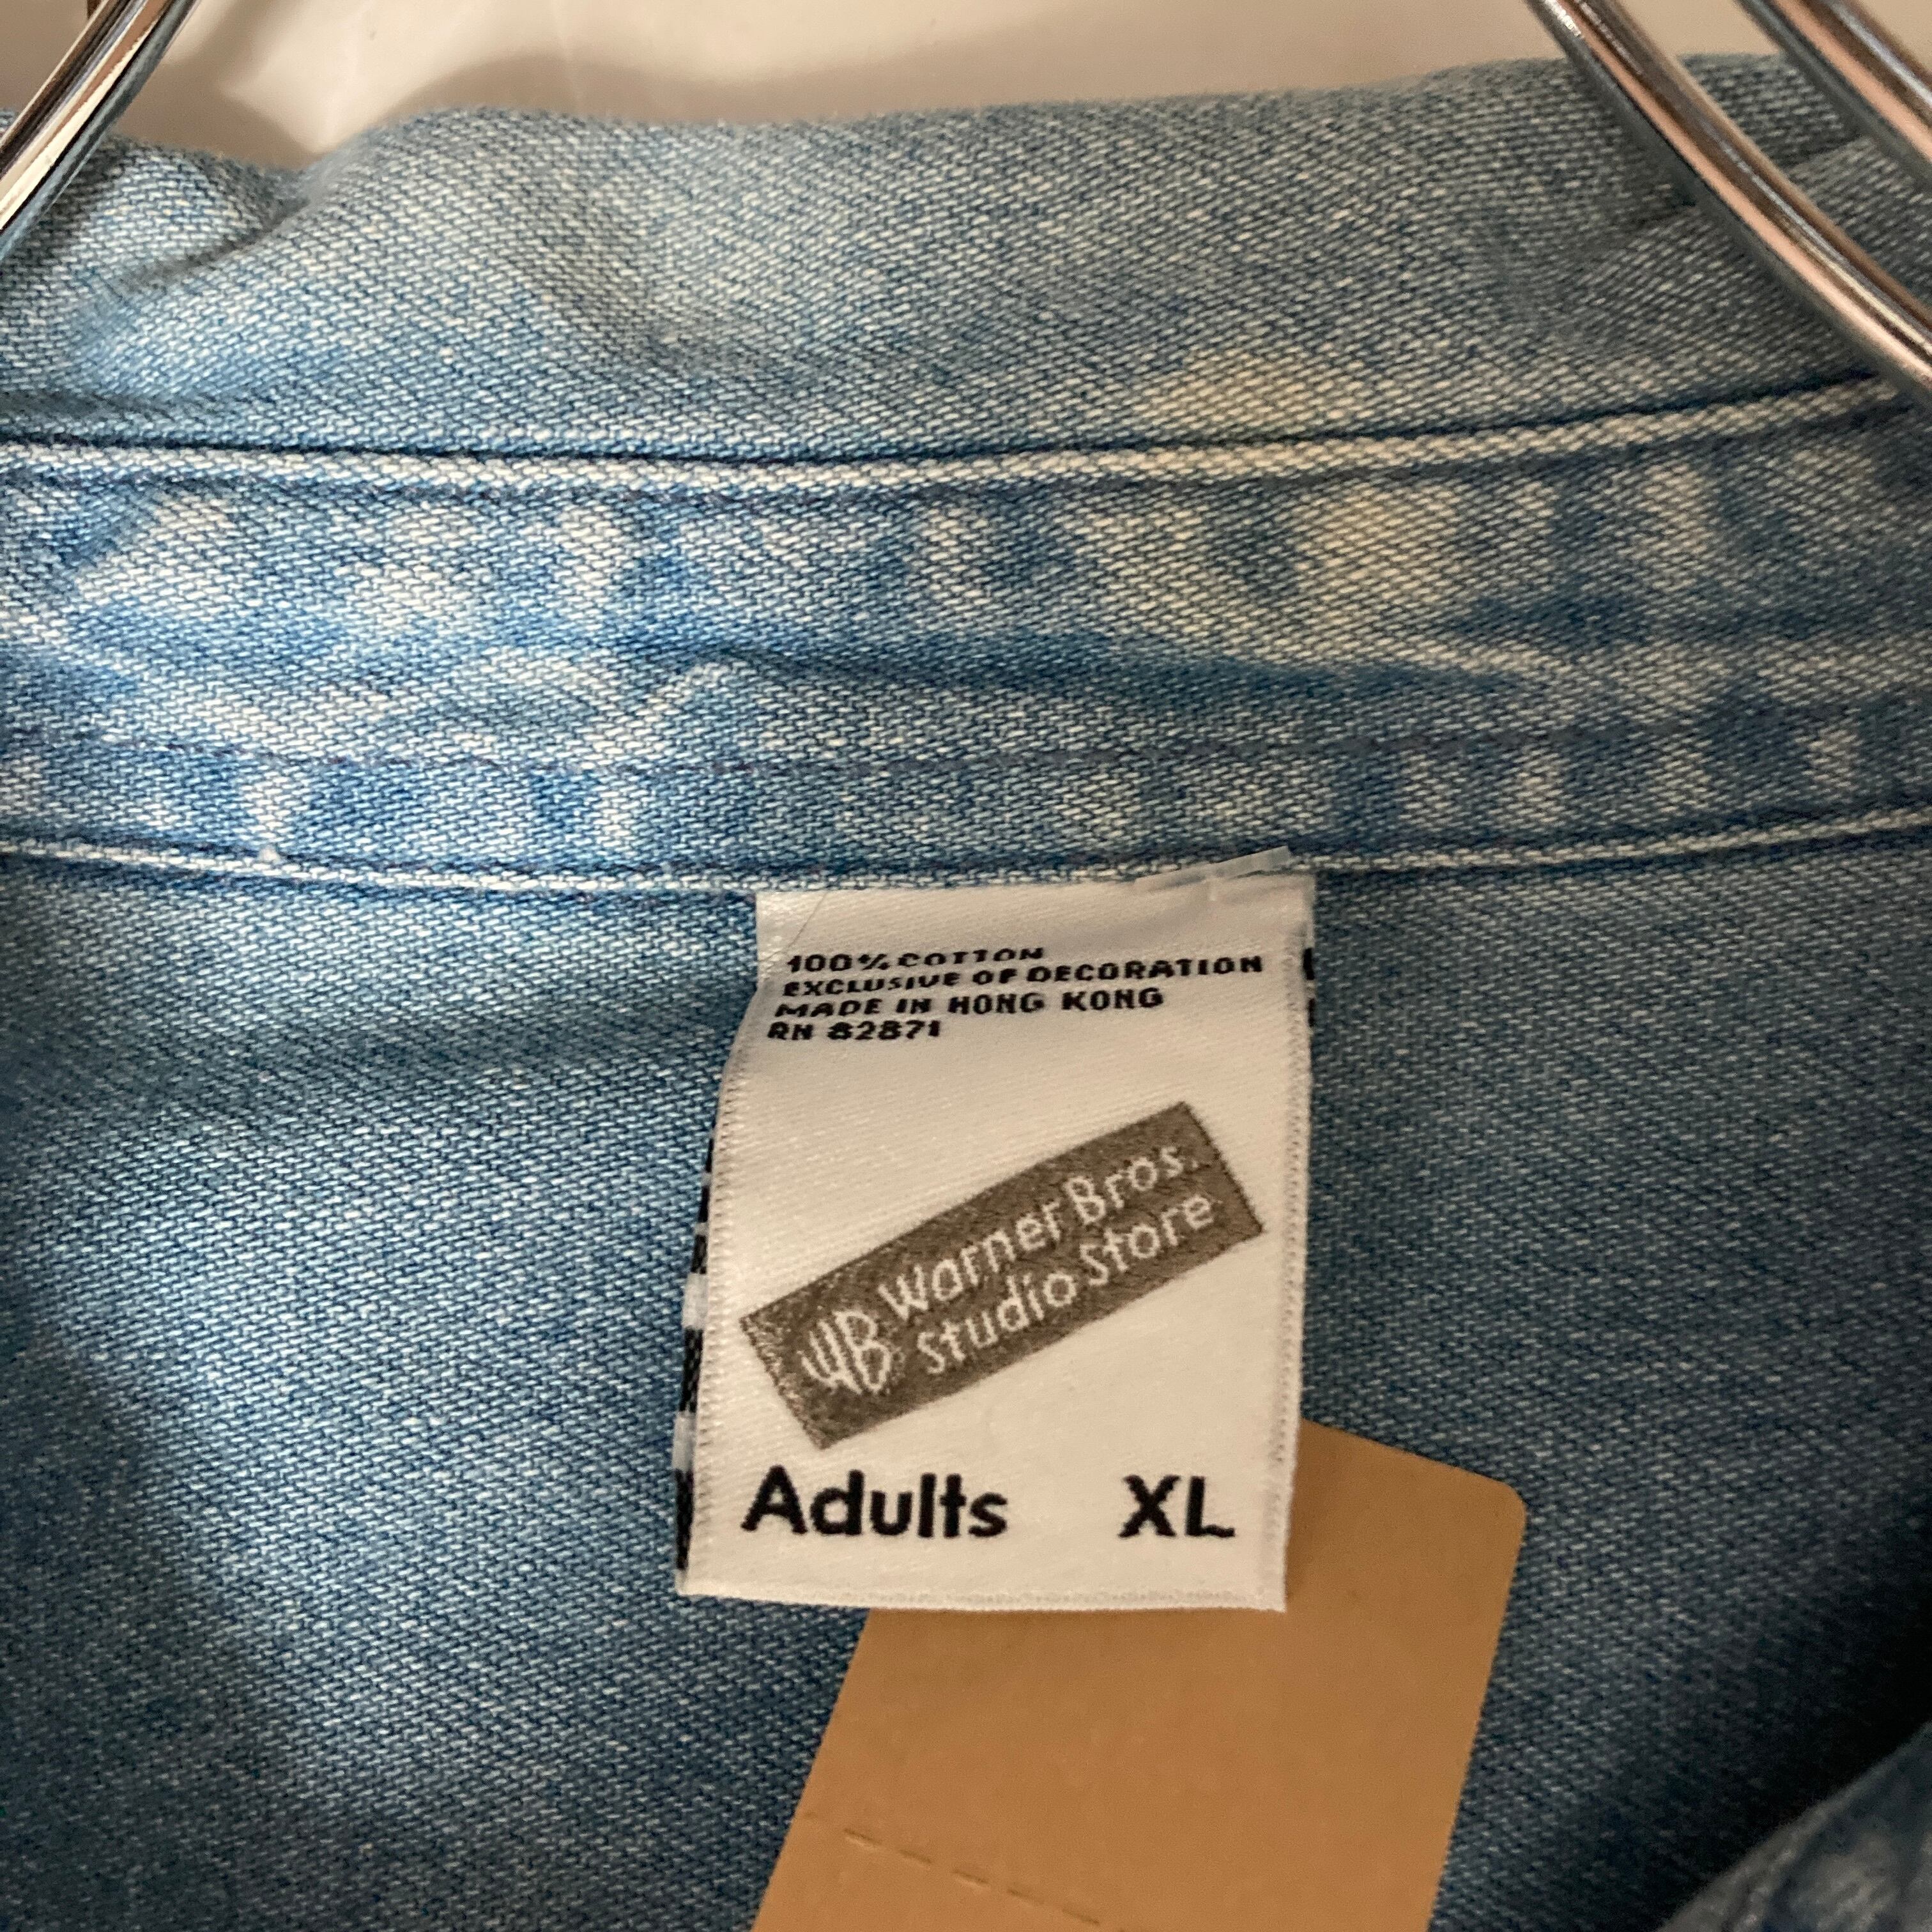 100% COTTON
EXCLUSIVE OF DECORATION
MADE IN HONG KONG
RN 82871
WB Warner Bros.
Studio Store
Adults XL